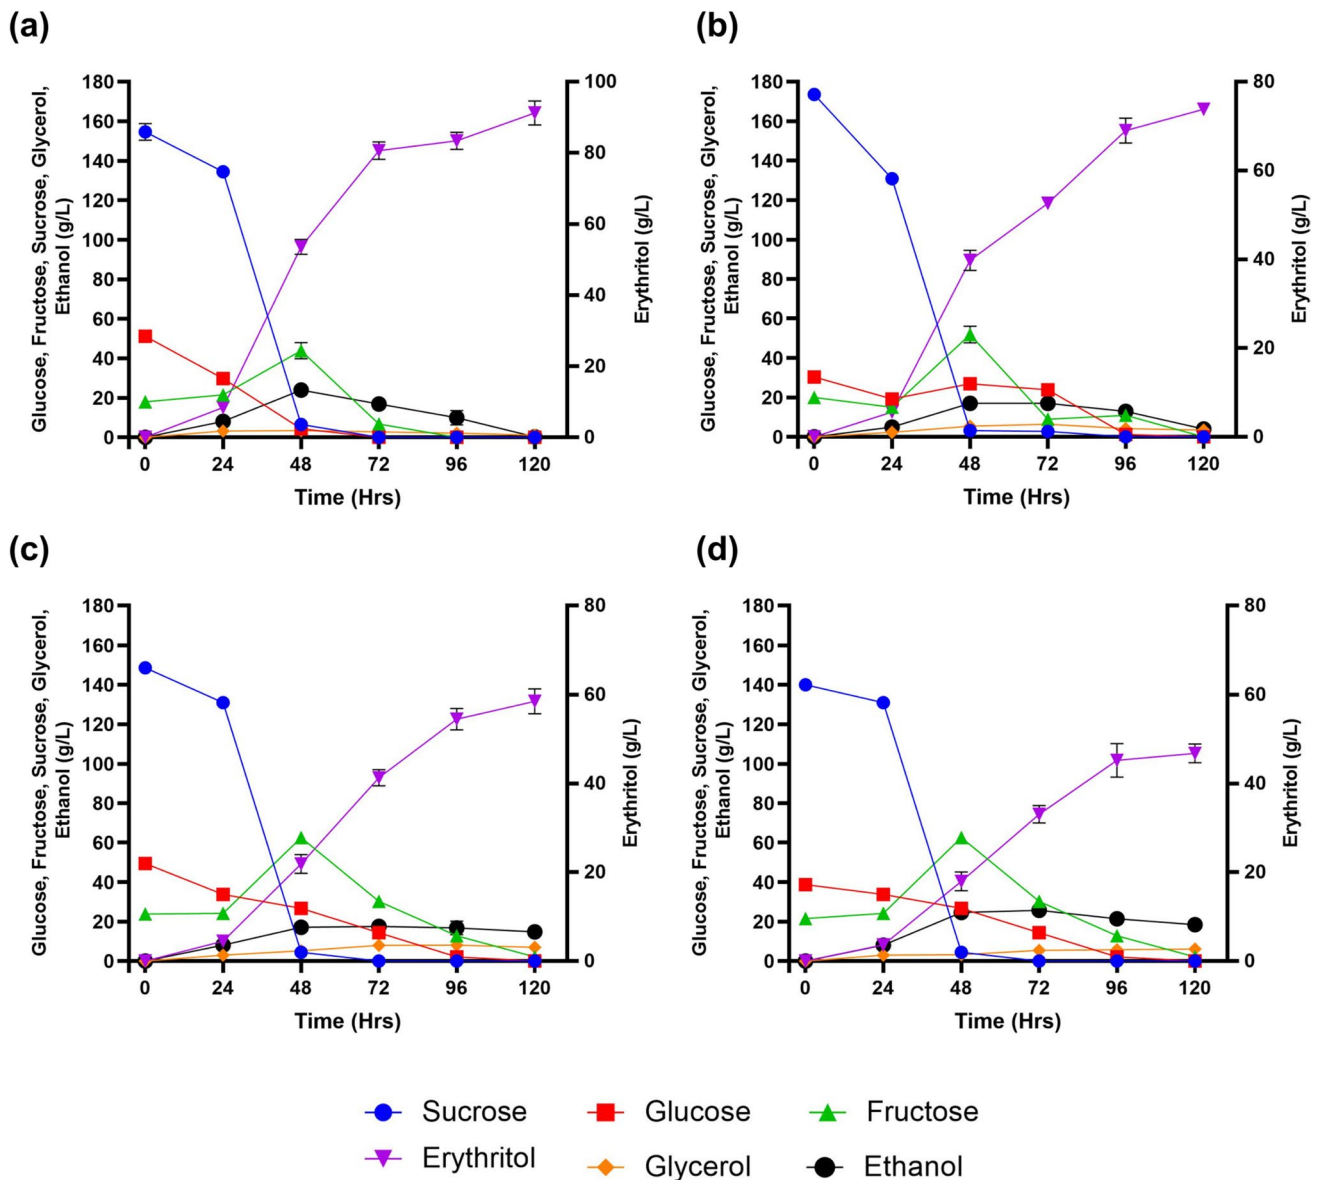 (a)
Glucose, Fructose, Sucrose, Glycerol,
Ethanol (g/L)
180
160
140
120
100
80
60
40
20
0
100
80
60
40
20
0
Erythritol (g/L)
0 24 48 72 96 120
Time (Hrs)
(b)
Glucose, Fructose, Sucrose, Glycerol,
Ethanol (g/L)
180
160
140
120
100
80
60
40
20
0
80
60
40
20
0
Erythritol (g/L)
0 24 48 72 96 120
Time (Hrs)
(c)
Glucose, Fructose, Sucrose, Glycerol,
Ethanol (g/L)
180
160
140
120
100
80
60
40
20
0
80
60
40
20
0
Erythritol (g/L)
0 24 48 72 96 120
Time (Hrs)
(d)
Glucose, Fructose, Sucrose, Glycerol
Ethanol (g/L)
180
160
140
120
100
80
60
40
20
0
80
60
40
20
0
Erythritol (g/L)
0 24 48 72 96 120
Time (Hrs)
Sucrose Glucose Fructose
Erythritol Glycerol Ethanol